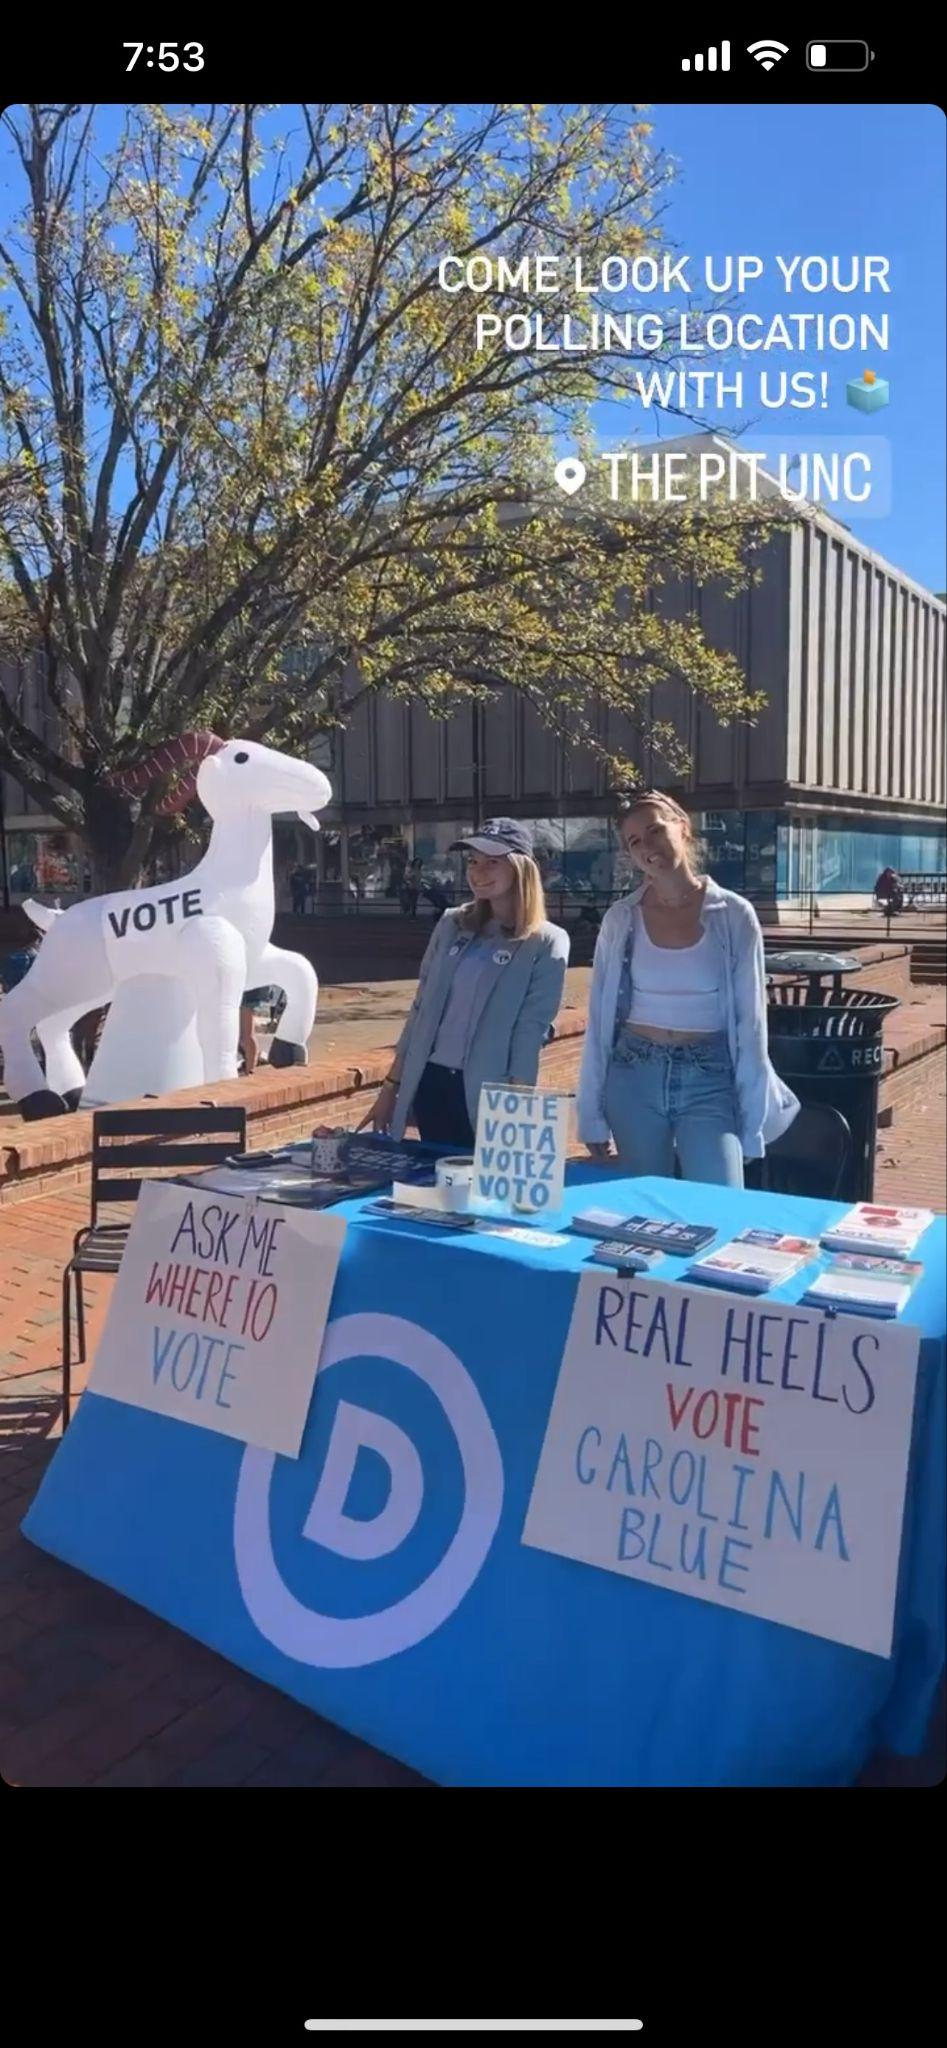 7:53
COME LOOK UP YOUR
POLLING LOCATION
WITH US!
THE PIT UNC
VOTE
VOTE
VOTA
VOTEZ
VOTO
REC
ASK ME
WHERE TO
VOTE
D
REAL HEELS
VOTE
CAROLINA
BLUE